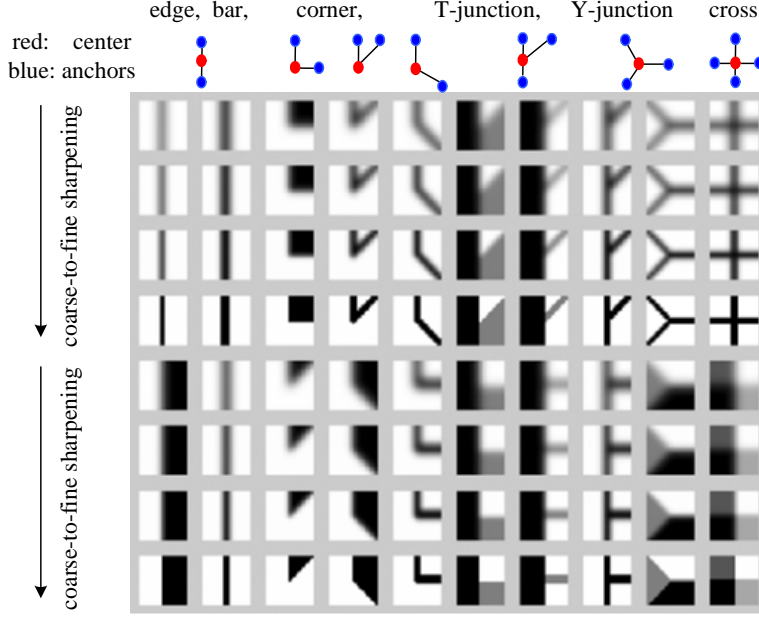 edge, bar, corner, T-junction, Y-junction cross
red: center
blue: anchors
coarse-to-fine sharpening
coarse-to-fine sharpening